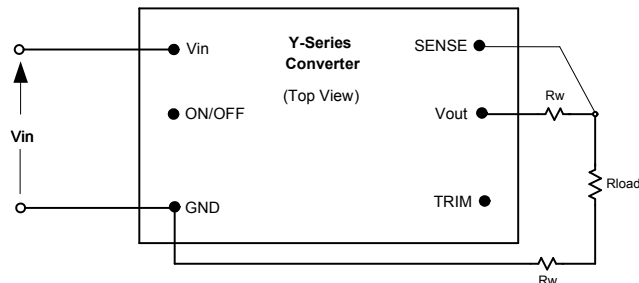 Y-Series
Converter
(Top View)
Vin
SENSE
ON/OFF
Vout
Rw
Vin
Rload
GND
TRIM
Rw